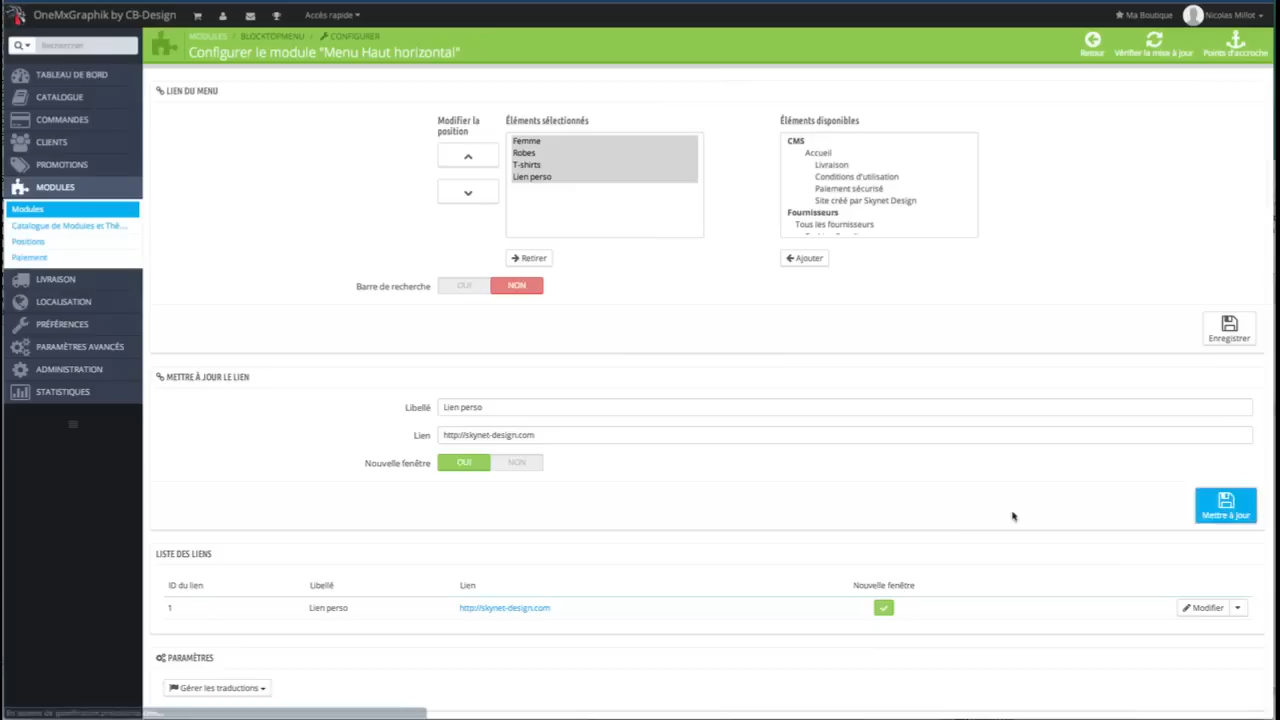 OneMxGraphik by CB-Design
Accès rapide
Ma Boutique
Nicolas Millot
Rechercher
MODULES / BLOCKTOPMENU / CONFIGURER
Configurer le module "Menu Haut horizontal"
Retour
Vérifier la mise à jour
Points d'accroche
TABLEAU DE BORD
CATALOGUE
COMMANDES
CLIENTS
PROMOTIONS
MODULES
Modules
Catalogue de Modules et Thè...
Positions
Paiement
LIVRAISON
LOCALISATION
PRÉFÉRENCES
PARAMÈTRES AVANCÉS
ADMINISTRATION
STATISTIQUES
LIEN DU MENU
Modifier la position
Éléments sélectionnés
Femme
Robes
T-shirts
Lien perso
Retirer
Éléments disponibles
CMS
Accueil
Livraison
Conditions d'utilisation
Paiement sécurisé
Site créé par Skynet Design
Fournisseurs
Tous les fournisseurs
Ajouter
Barre de recherche
OUI
NON
Enregistrer
METTRE À JOUR LE LIEN
Libellé
Lien perso
Lien
http://skynet-design.com
Nouvelle fenêtre
OUI
NON
Mettre à jour
LISTE DES LIENS
ID du lien Libellé Lien Nouvelle fenêtre
1 Lien perso http://skynet-design.com Modifier
PARAMÈTRES
Gérer les traductions